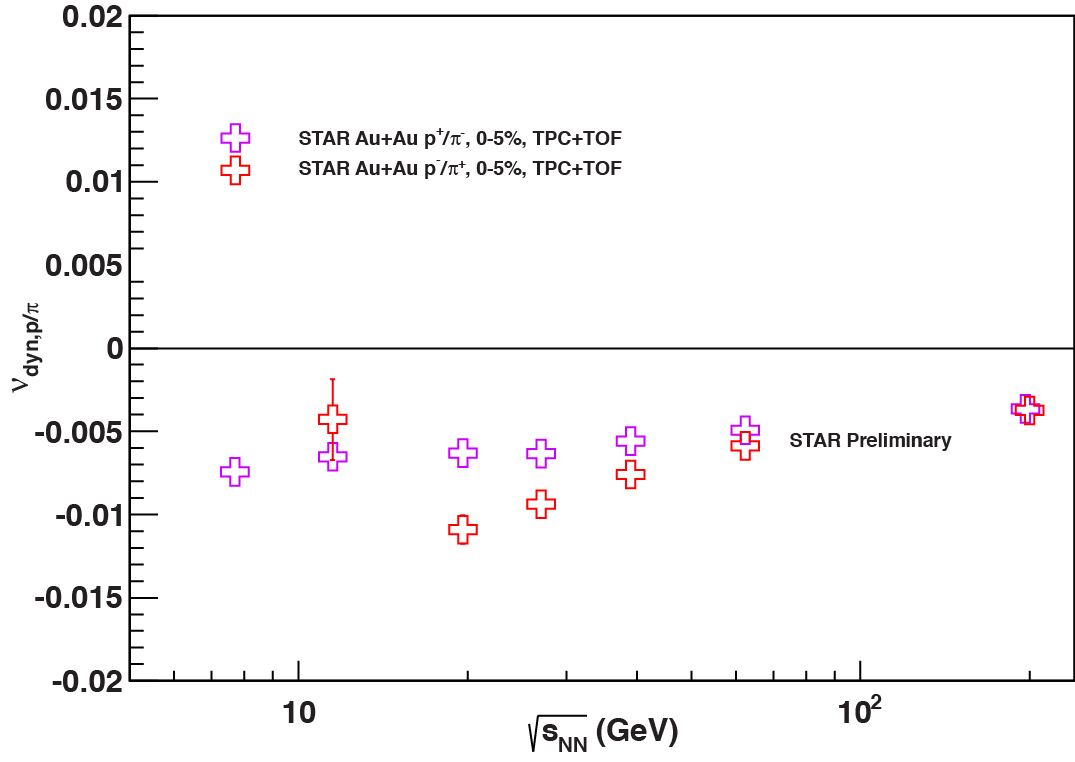 0.02
0.015
0.01
0.005
0
-0.005
-0.01
-0.015
-0.02
ν_dyn,p/π
STAR Au+Au p⁺/π⁻, 0-5%, TPC+TOF
STAR Au+Au p⁻/π⁺, 0-5%, TPC+TOF
STAR Preliminary
10
10²
√s_NN (GeV)